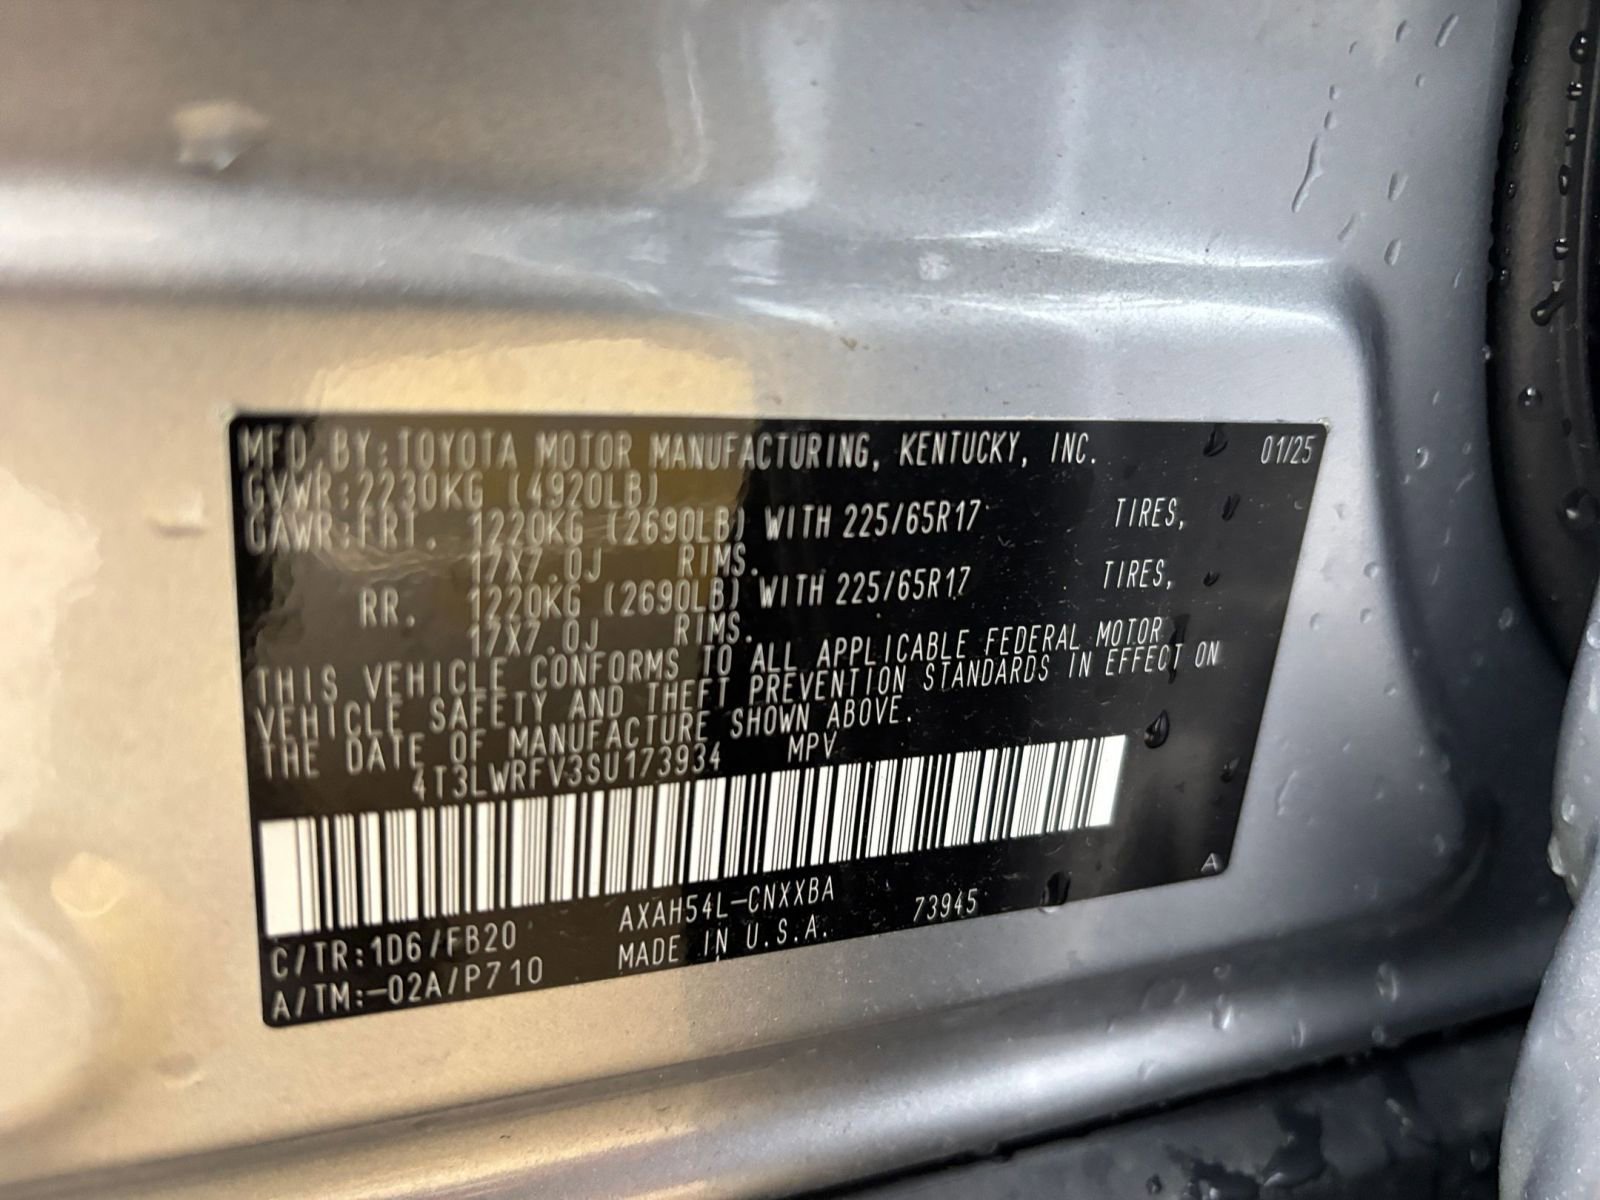 MFD.BY:TOYOTA MOTOR MANUFACTURING, KENTUCKY, INC. 01/25
GVWR:2230KG (4920LB)
GAWR:FRT. 1220KG (2690LB) WITH 225/65R17 TIRES,
17X7.0J RIMS.
RR. 1220KG (2690LB) WITH 225/65R17 TIRES,
17X7.0J RIMS.
THIS VEHICLE CONFORMS TO ALL APPLICABLE FEDERAL MOTOR
VEHICLE SAFETY AND THEFT PREVENTION STANDARDS IN EFFECT ON
THE DATE OF MANUFACTURE SHOWN ABOVE.
4T3LWRFV3SU173934 MPV
A
C/TR:1D6/FB20 AXAH54L-CNXXBA 73945
A/TM:-02A/P710 MADE IN U.S.A.